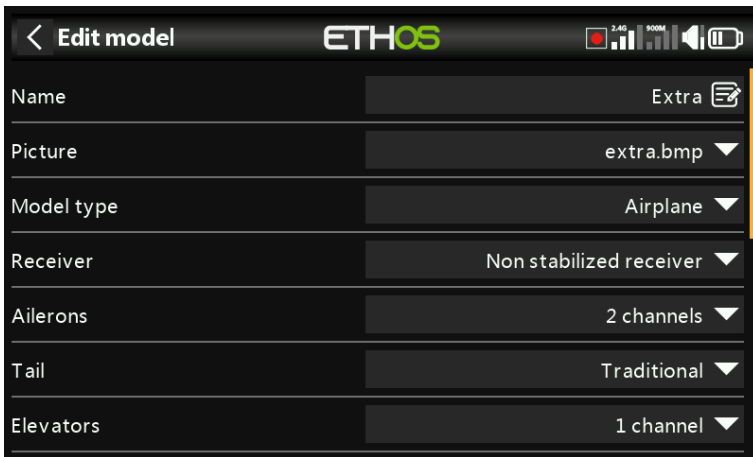 Edit model ETHOS 2.4G 900M
Name Extra
Picture extra.bmp
Model type Airplane
Receiver Non stabilized receiver
Ailerons 2 channels
Tail Traditional
Elevators 1 channel